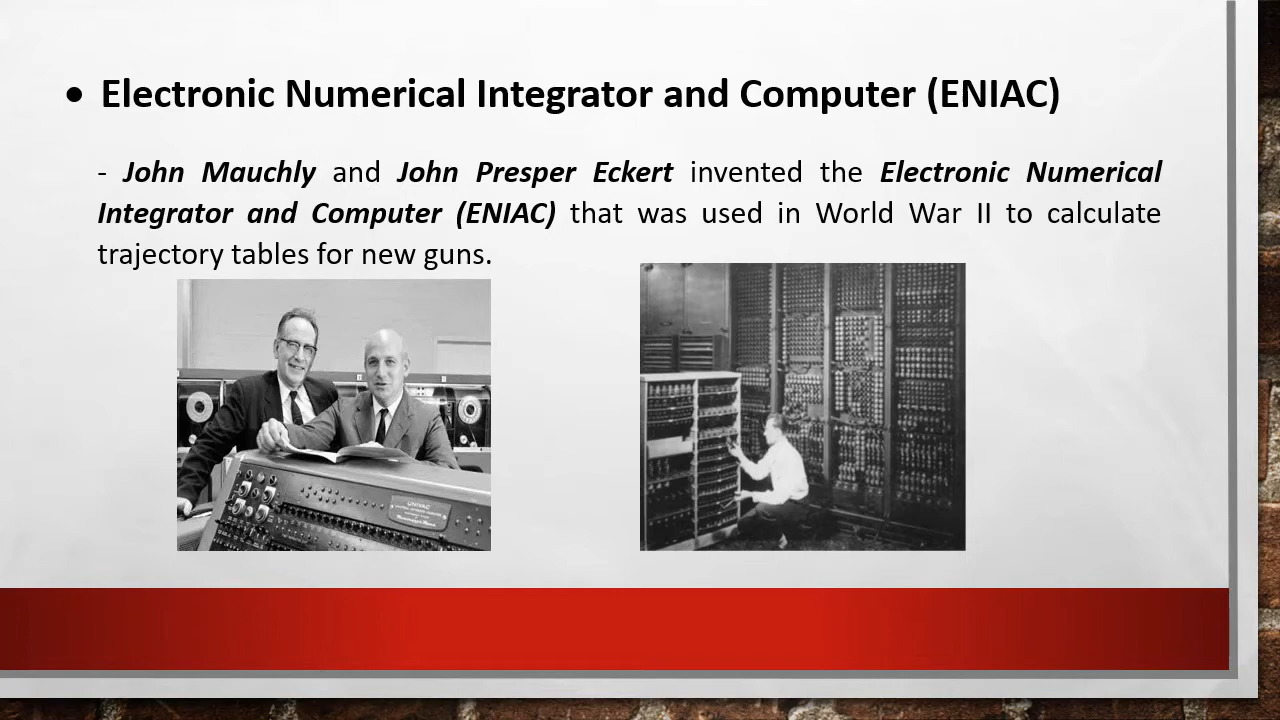 • Electronic Numerical Integrator and Computer (ENIAC)
- John Mauchly and John Presper Eckert invented the Electronic Numerical
Integrator and Computer (ENIAC) that was used in World War II to calculate
trajectory tables for new guns.
UNIVAC